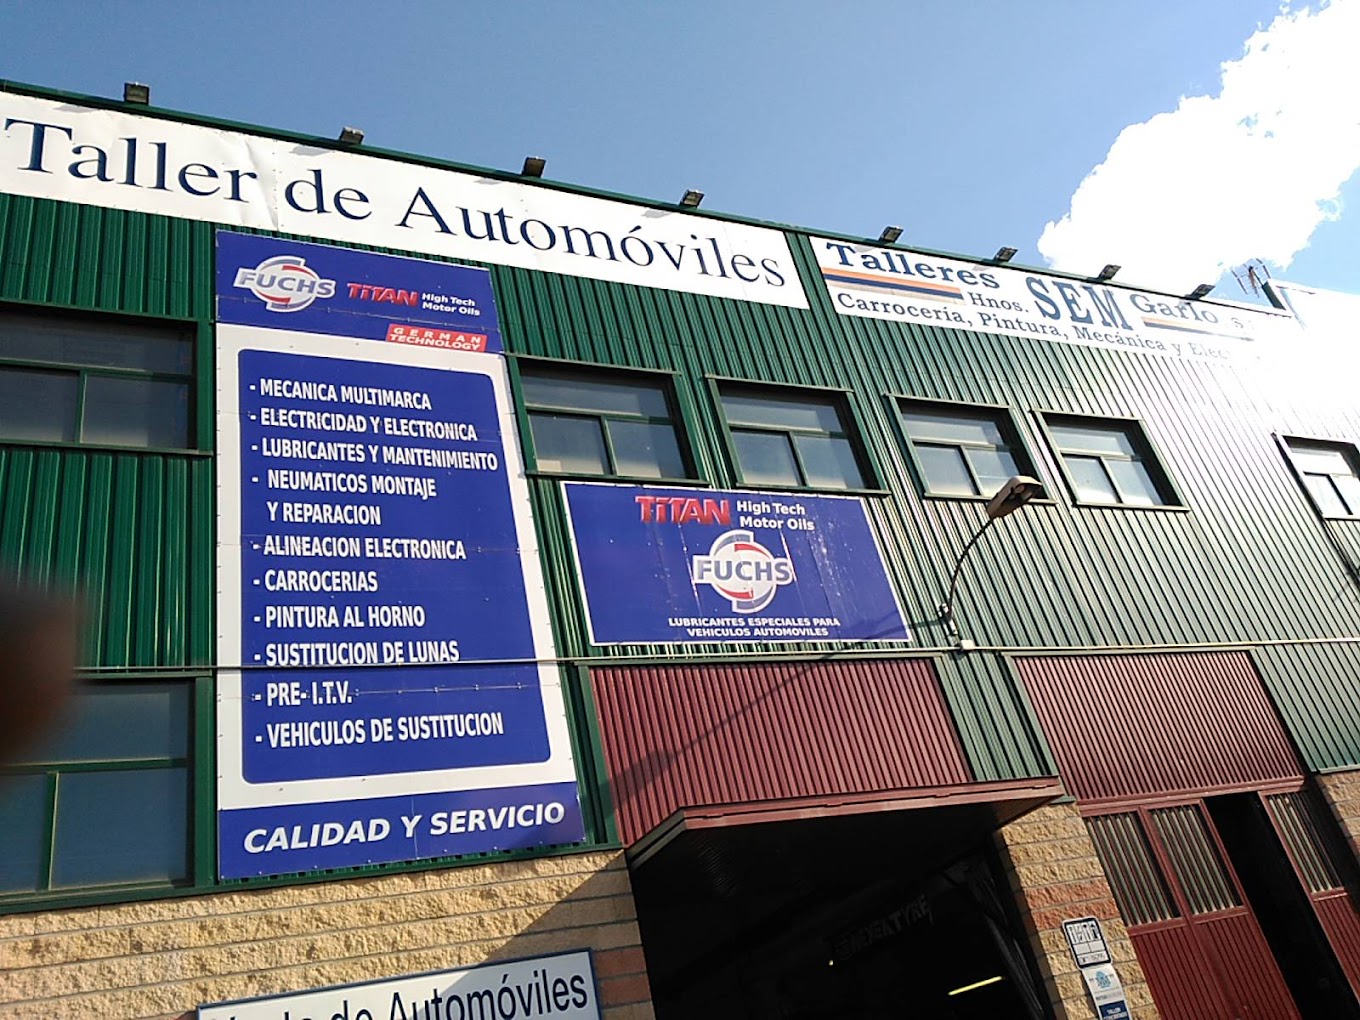 Taller de Automóviles
Talleres
Hnos. SEM Garlo
Carrocería, Pintura, Mecánica y
FUCHS TITAN High Tech
Motor Oils
GERMAN
TECHNOLOGY
- MECANICA MULTIMARCA
- ELECTRICIDAD Y ELECTRONICA
- LUBRICANTES Y MANTENIMIENTO
- NEUMATICOS MONTAJE
Y REPARACION
- ALINEACION ELECTRONICA
- CARROCERIAS
- PINTURA AL HORNO
- SUSTITUCION DE LUNAS
- PRE- I.T.V.
- VEHICULOS DE SUSTITUCION
CALIDAD Y SERVICIO
TITAN High Tech
Motor Oils
FUCHS
LUBRICANTES ESPECIALES PARA
VEHICULOS AUTOMOVILES
de Automóviles